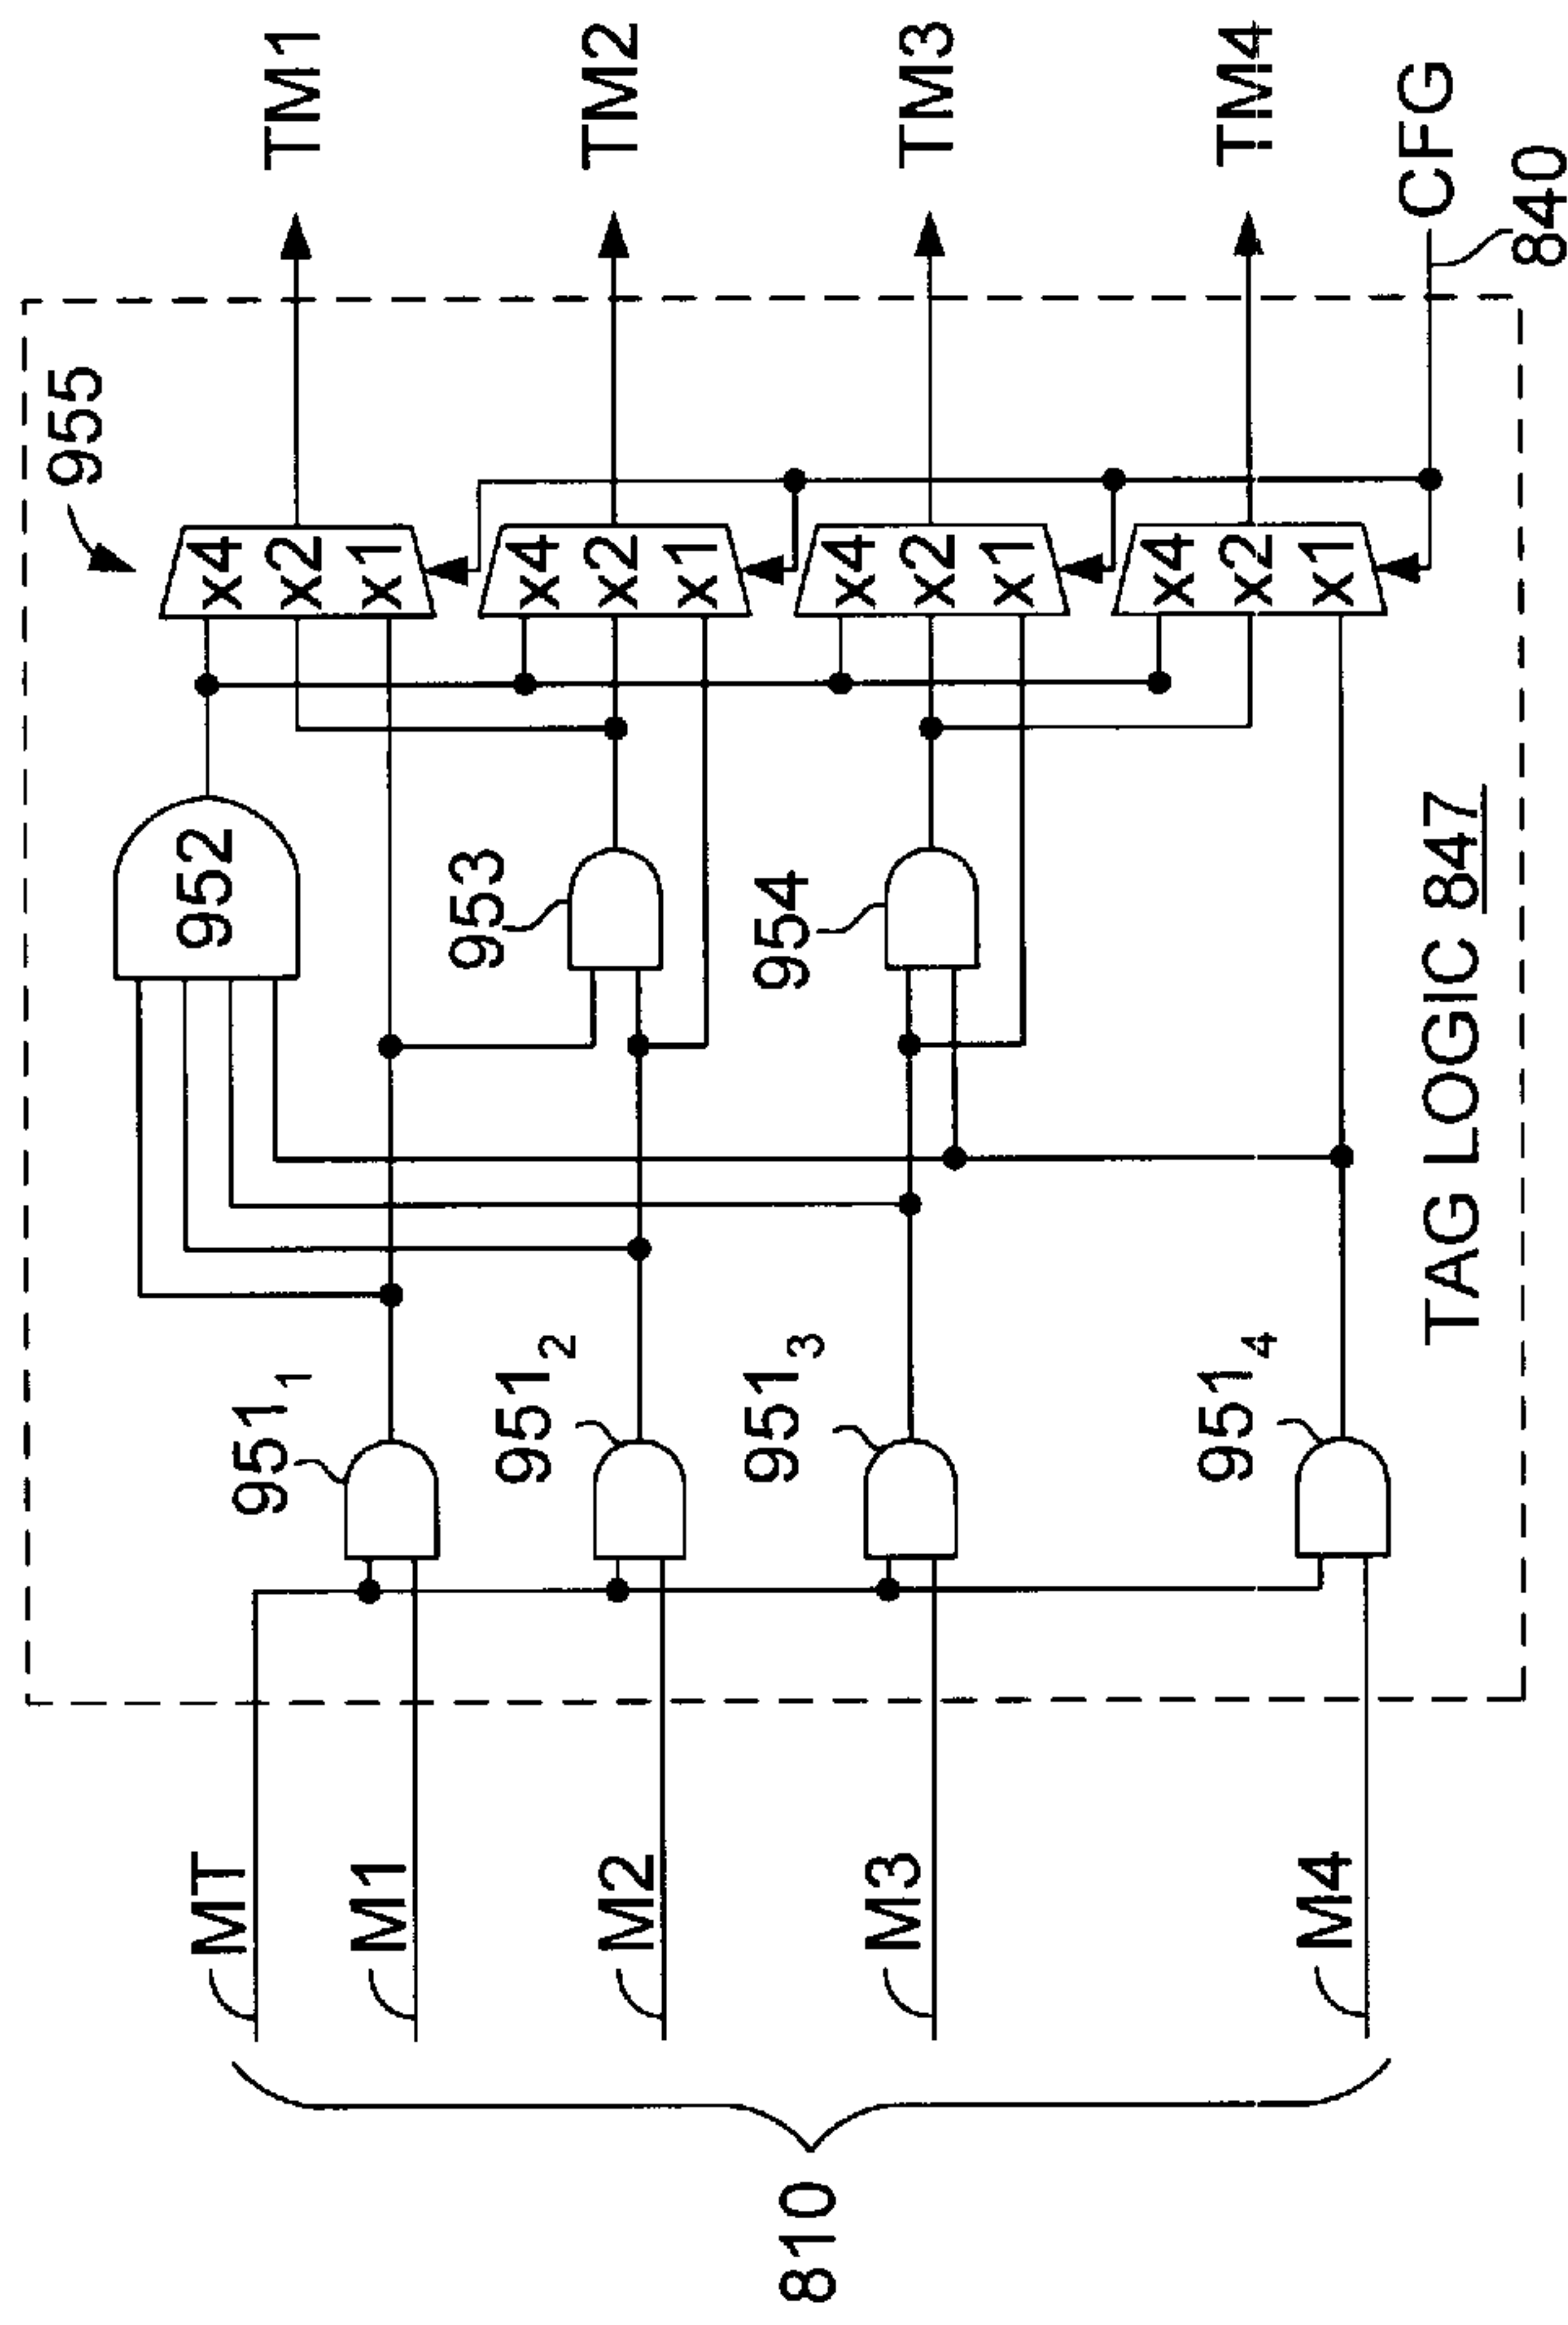 955
952
953
954
951₁
951₂
951₃
951₄
MT
M1
M2
M3
M4
810
x4
x2
x1
x4
x2
x1
x4
x2
x1
x4
x2
x1
TM1
TM2
TM3
TM4
CFG
840
TAG LOGIC 847